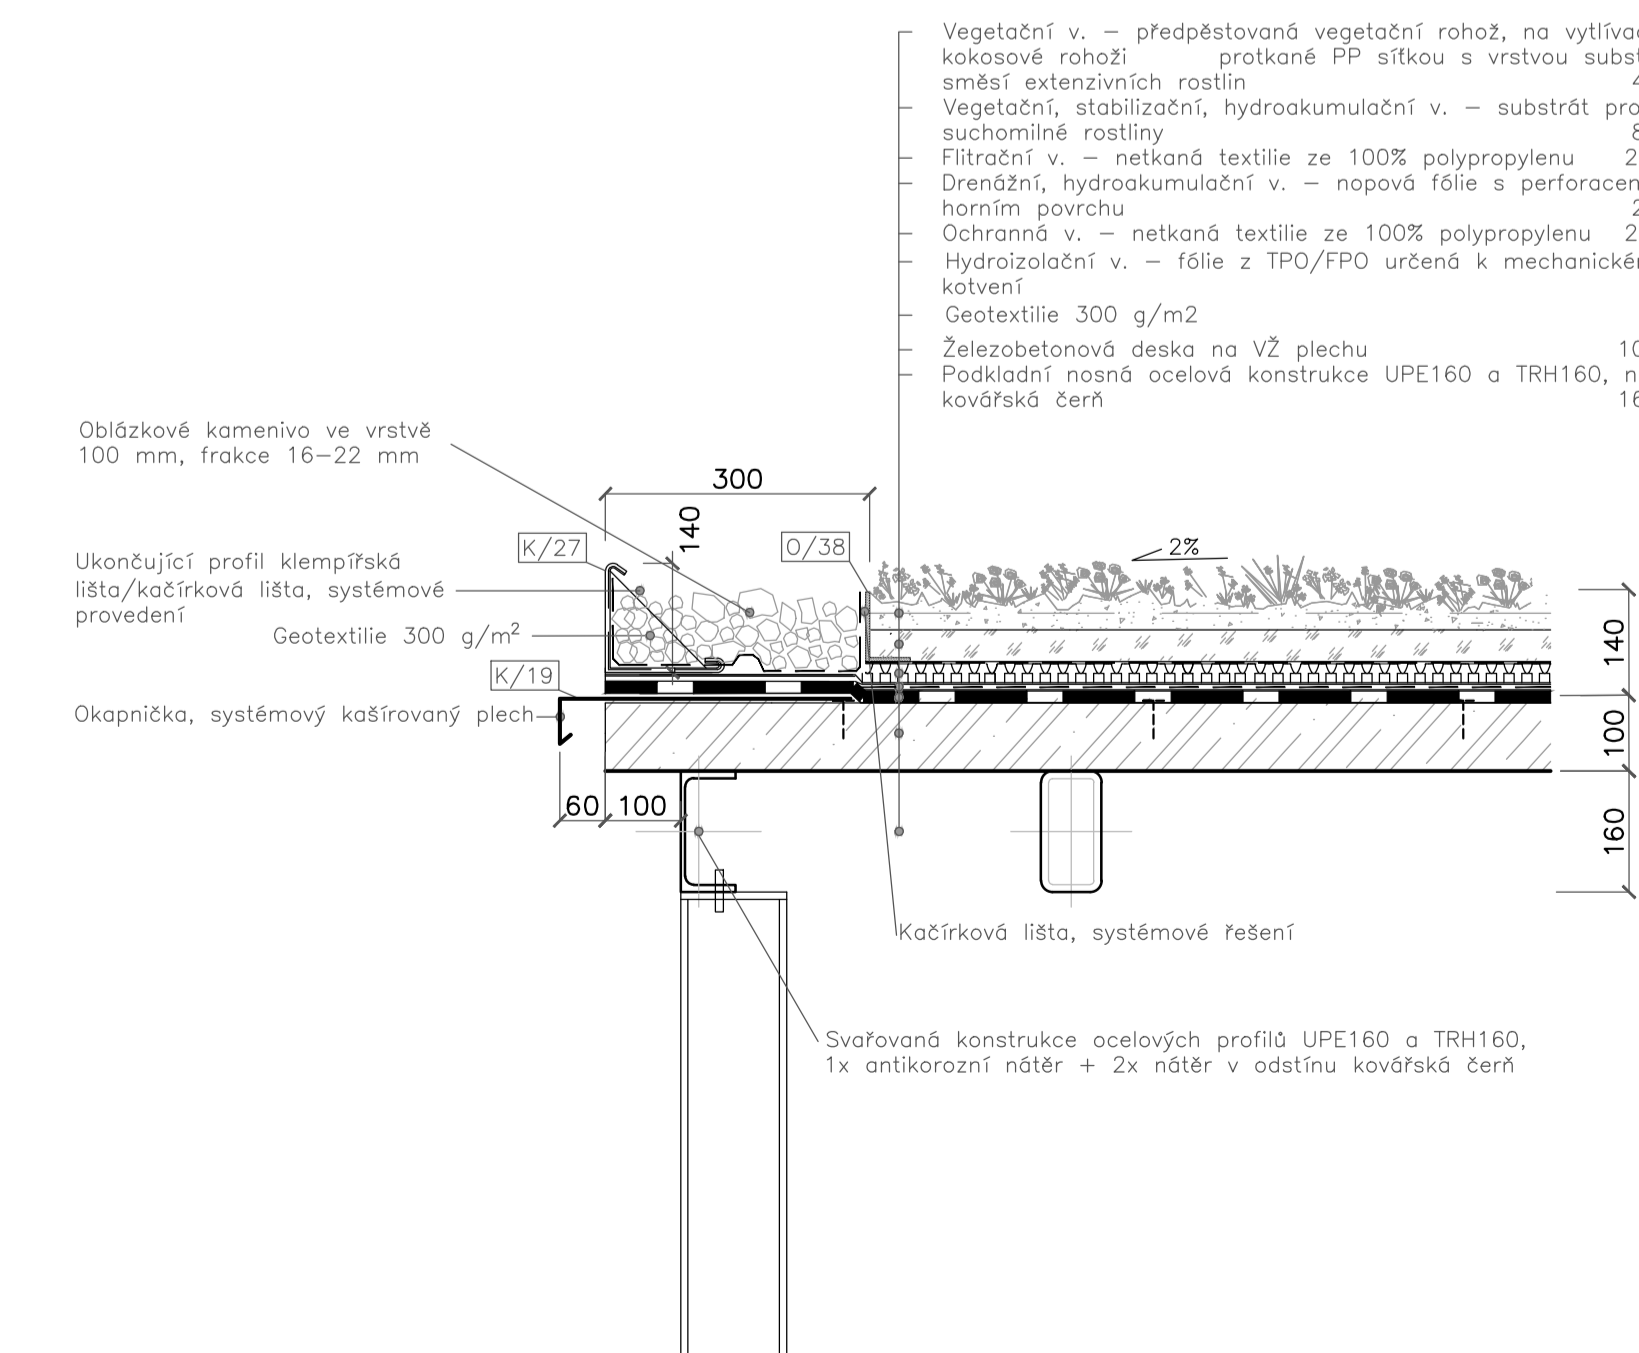 Vegetační v. – předpěstovaná vegetační rohož, na
kokosové rohoži protkané PP síťkou s vrstvou
směsí extenzivních rostlin
Vegetační, stabilizační, hydroakumulační v. – substrát pro
suchomilné rostliny
Flitrační v. – netkaná textilie ze 100% polypropylenu
Drenážní, hydroakumulační v. – nopová fólie s
horním povrchu
Ochranná v. – netkaná textilie ze 100% polypropylenu
Hydroizolační v. – fólie z TPO/FPO určená k
kotvení
Geotextilie 300 g/m2
Železobetonová deska na VŽ plechu
Podkladní nosná ocelová konstrukce UPE160 a TRH160,
kovářská čerň
Oblázkové kamenivo ve vrstvě
100 mm, frakce 16–22 mm
300
140
K/27
O/38
2%
Ukončující profil klempířská
lišta/kačírková lišta, systémové
provedení
Geotextilie 300 g/m²
K/19
Okapnička, systémový kašírovaný plech
140
100
160
60
100
Kačírková lišta, systémové řešení
Svařovaná konstrukce ocelových profilů UPE160 a TRH160,
1x antikorozní nátěr + 2x nátěr v odstínu kovářská čerň